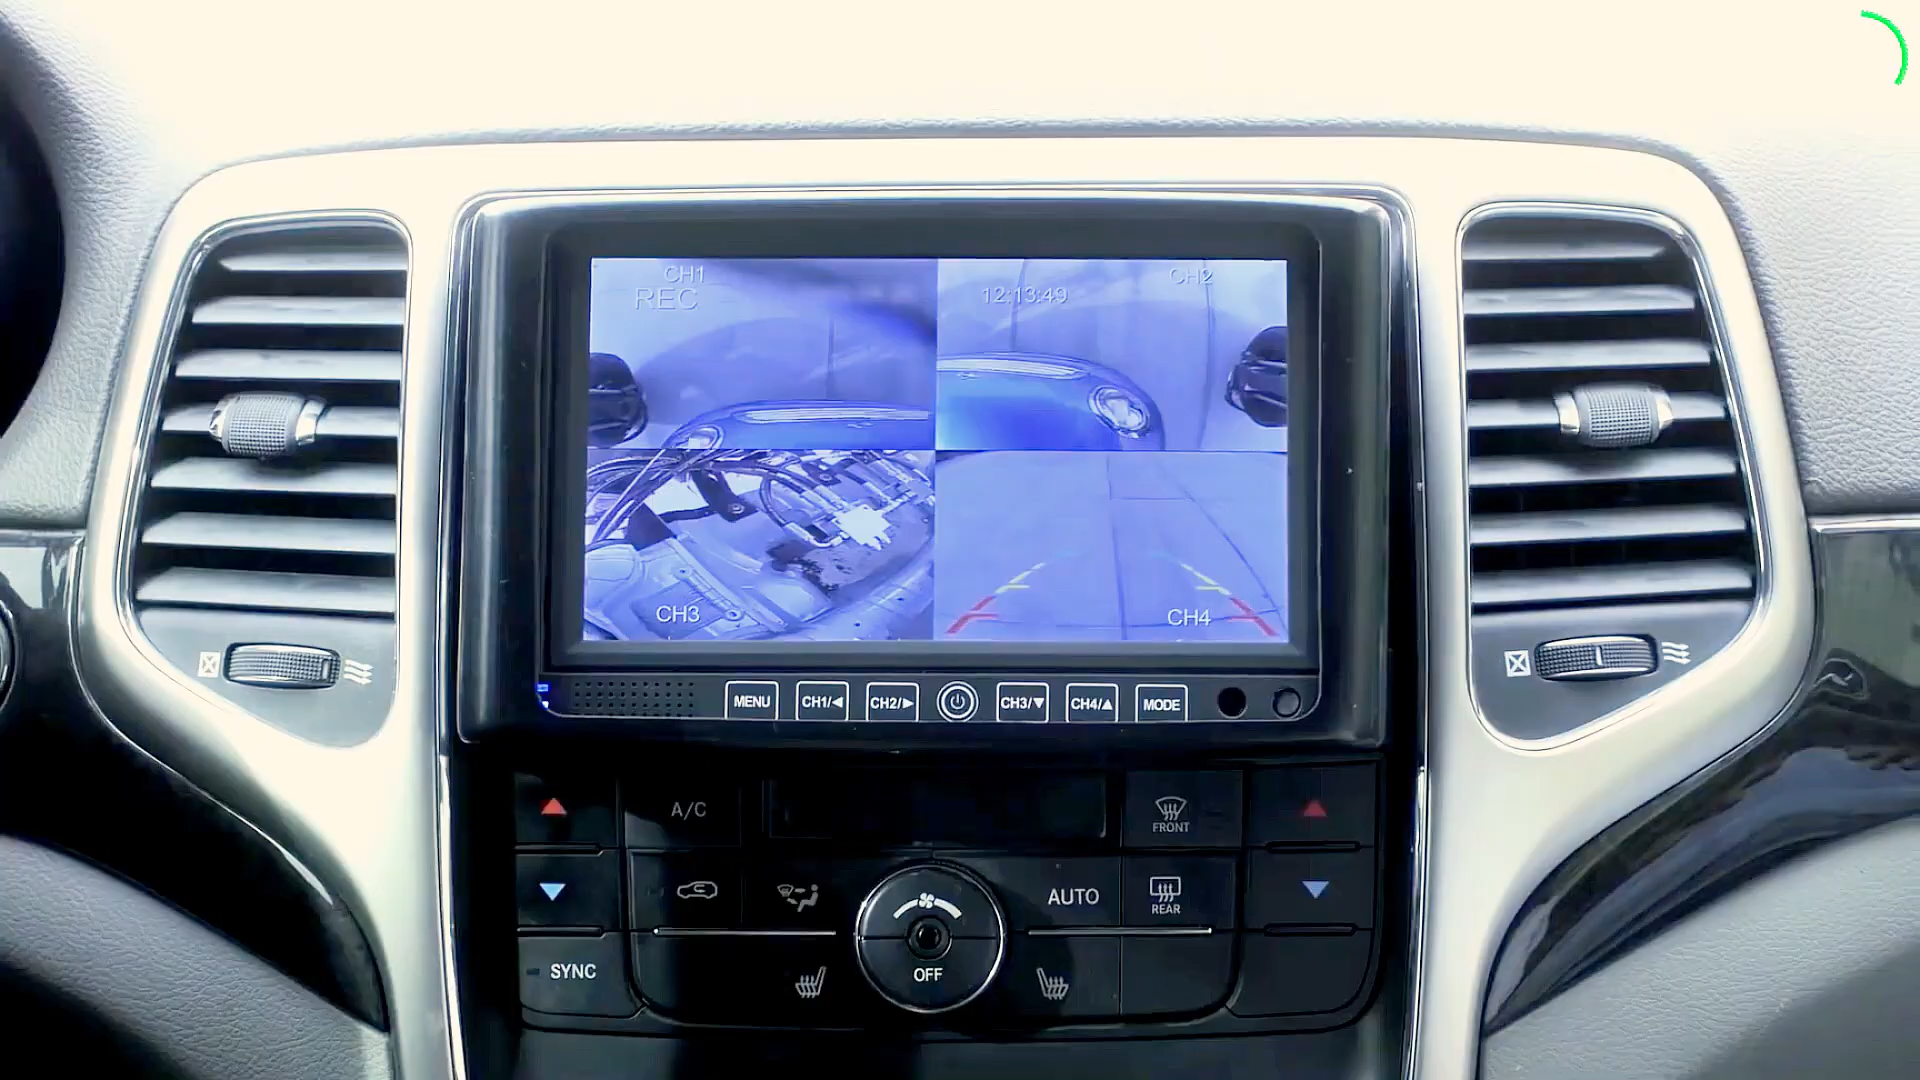 CH1
REC
CH2
12:13:49
CH3
CH4
MENU
CH1/◀
CH2/▶
CH3/▼
CH4/▲
MODE
A/C
FRONT
AUTO
REAR
SYNC
OFF